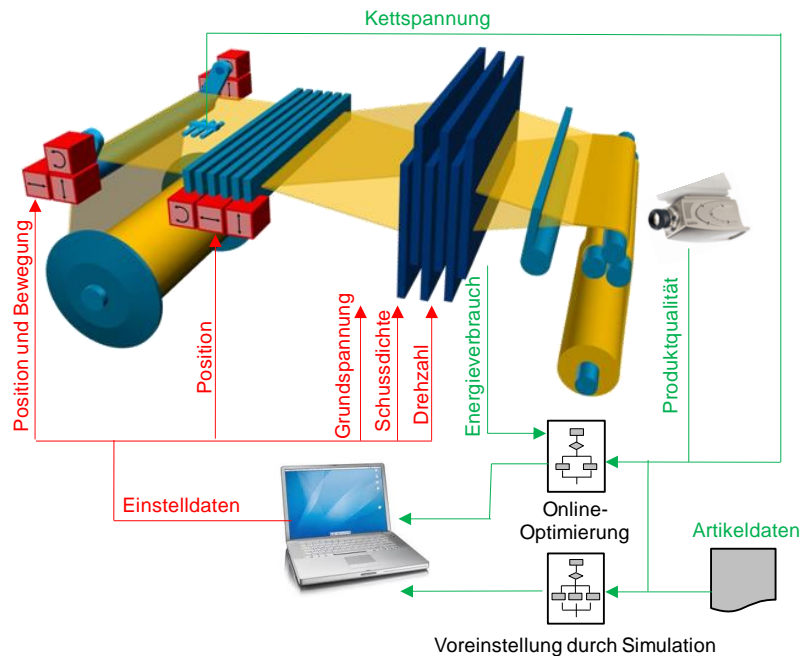 Kettspannung
Position und Bewegung
Position
Grundspannung
Schussdichte
Drehzahl
Energieverbrauch
Produktqualität
Einstelldaten
Online-
Optimierung
Artikeldaten
Voreinstellung durch Simulation